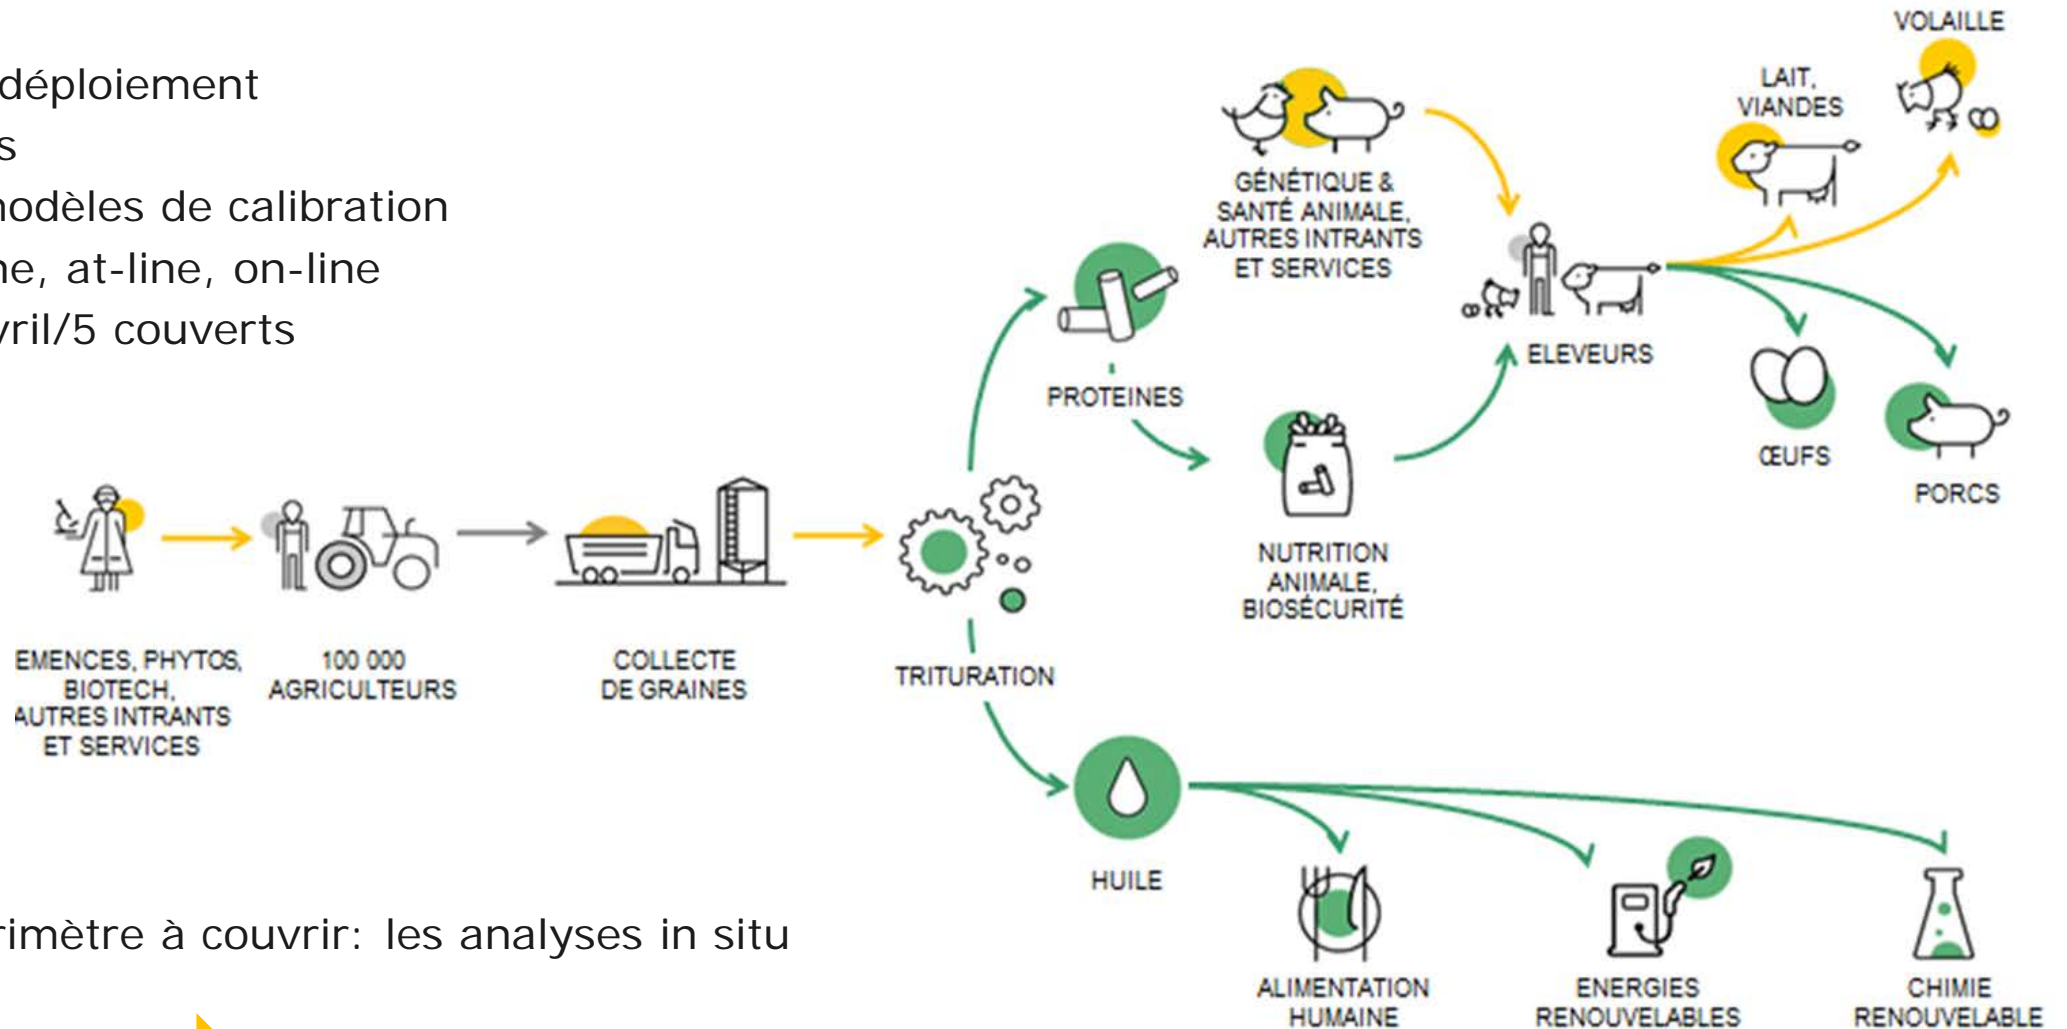 déploiement
s
odèles de calibration
ne, at-line, on-line
vril/5 couverts
VOLAILLE
LAIT,
VIANDES
GÉNÉTIQUE &
SANTÉ ANIMALE,
AUTRES INTRANTS
ET SERVICES
ELEVEURS
PROTEINES
ŒUFS
PORCS
NUTRITION
ANIMALE,
BIOSÉCURITÉ
EMENCES, PHYTOS,
BIOTECH,
AUTRES INTRANTS
ET SERVICES
100 000
AGRICULTEURS
COLLECTE
DE GRAINES
TRITURATION
HUILE
rimètre à couvrir: les analyses in situ
ALIMENTATION
HUMAINE
ENERGIES
RENOUVELABLES
CHIMIE
RENOUVELABLE